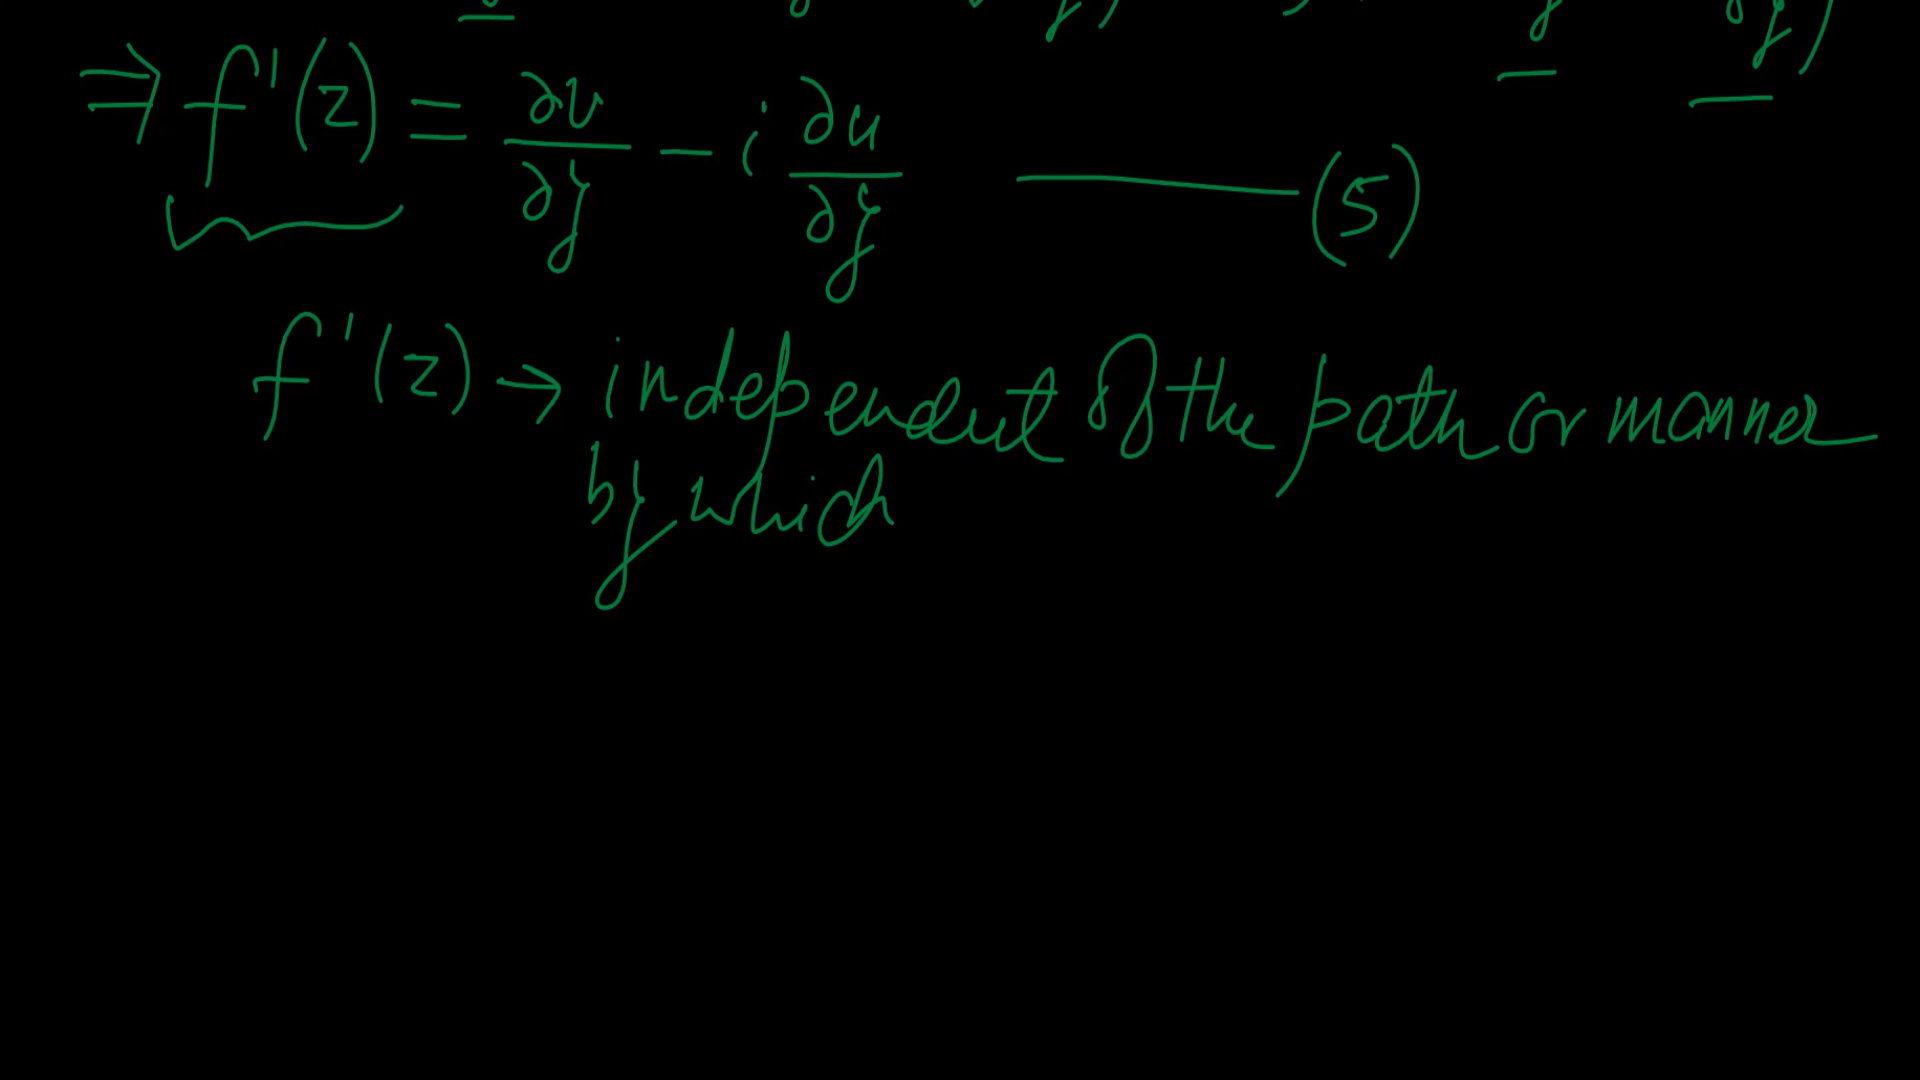 ⇒ f'(z) = ∂v/∂y - i ∂u/∂y ——— (5)
f'(z) → independent of the path or manner
by which